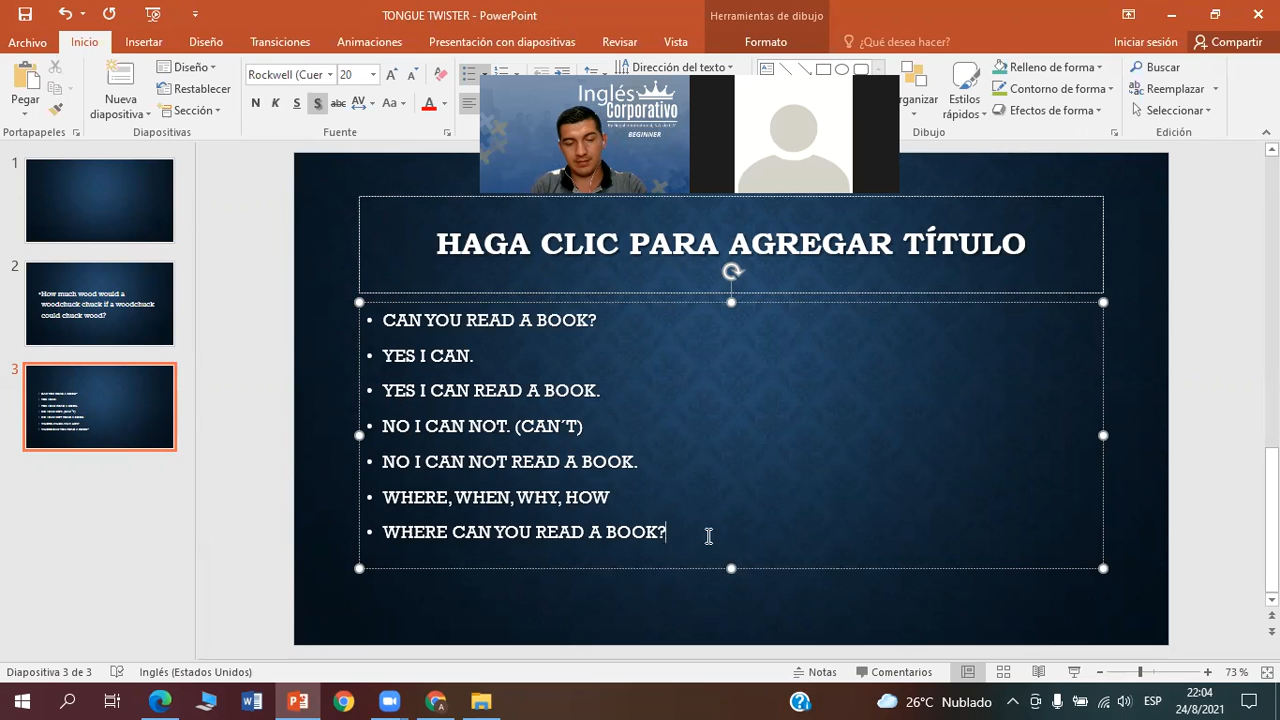 TONGUE TWISTER - PowerPoint
Herramientas de dibujo
Archivo
Inicio
Insertar
Diseño
Transiciones
Animaciones
Presentación con diapositivas
Revisar
Vista
Formato
¿Qué desea hacer?
Iniciar sesión
Compartir
Pegar
Portapapeles
Nueva
diapositiva
Diseño
Restablecer
Sección
Diapositivas
Rockwell (Cuer
20
N K S S abc AV Aa A
Fuente
Dirección del texto
Inglés
Corporativo
BEGINNER
Organizar
Estilos
rápidos
Relleno de forma
Contorno de forma
Efectos de forma
Dibujo
Buscar
Reemplazar
Seleccionar
Edición
1
2
•How much wood would a
woodchuck chuck if a woodchuck
could chuck wood?
3
HAGA CLIC PARA AGREGAR TÍTULO
• CAN YOU READ A BOOK?
• YES I CAN.
• YES I CAN READ A BOOK.
• NO I CAN NOT. (CAN´T)
• NO I CAN NOT READ A BOOK.
• WHERE, WHEN, WHY, HOW
• WHERE CAN YOU READ A BOOK?
Diapositiva 3 de 3
Inglés (Estados Unidos)
Notas
Comentarios
73 %
26°C Nublado
ESP
22:04
24/8/2021